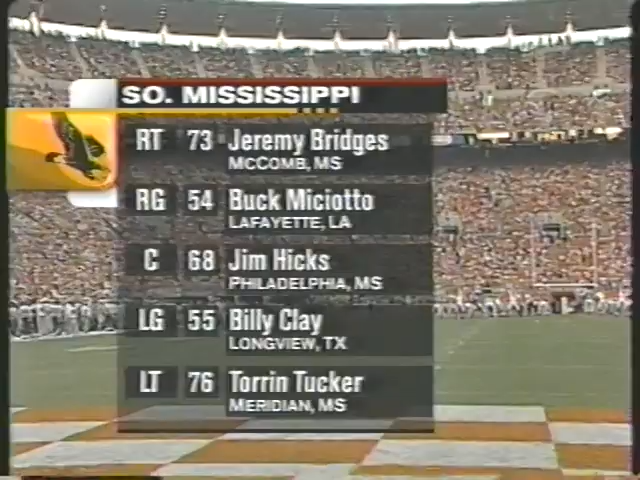 SO. MISSISSIPPI
RT 73 Jeremy Bridges
MCCOMB, MS
RG 54 Buck Miciotto
LAFAYETTE, LA
C 68 Jim Hicks
PHILADELPHIA, MS
LG 55 Billy Clay
LONGVIEW, TX
LT 76 Torrin Tucker
MERIDIAN, MS